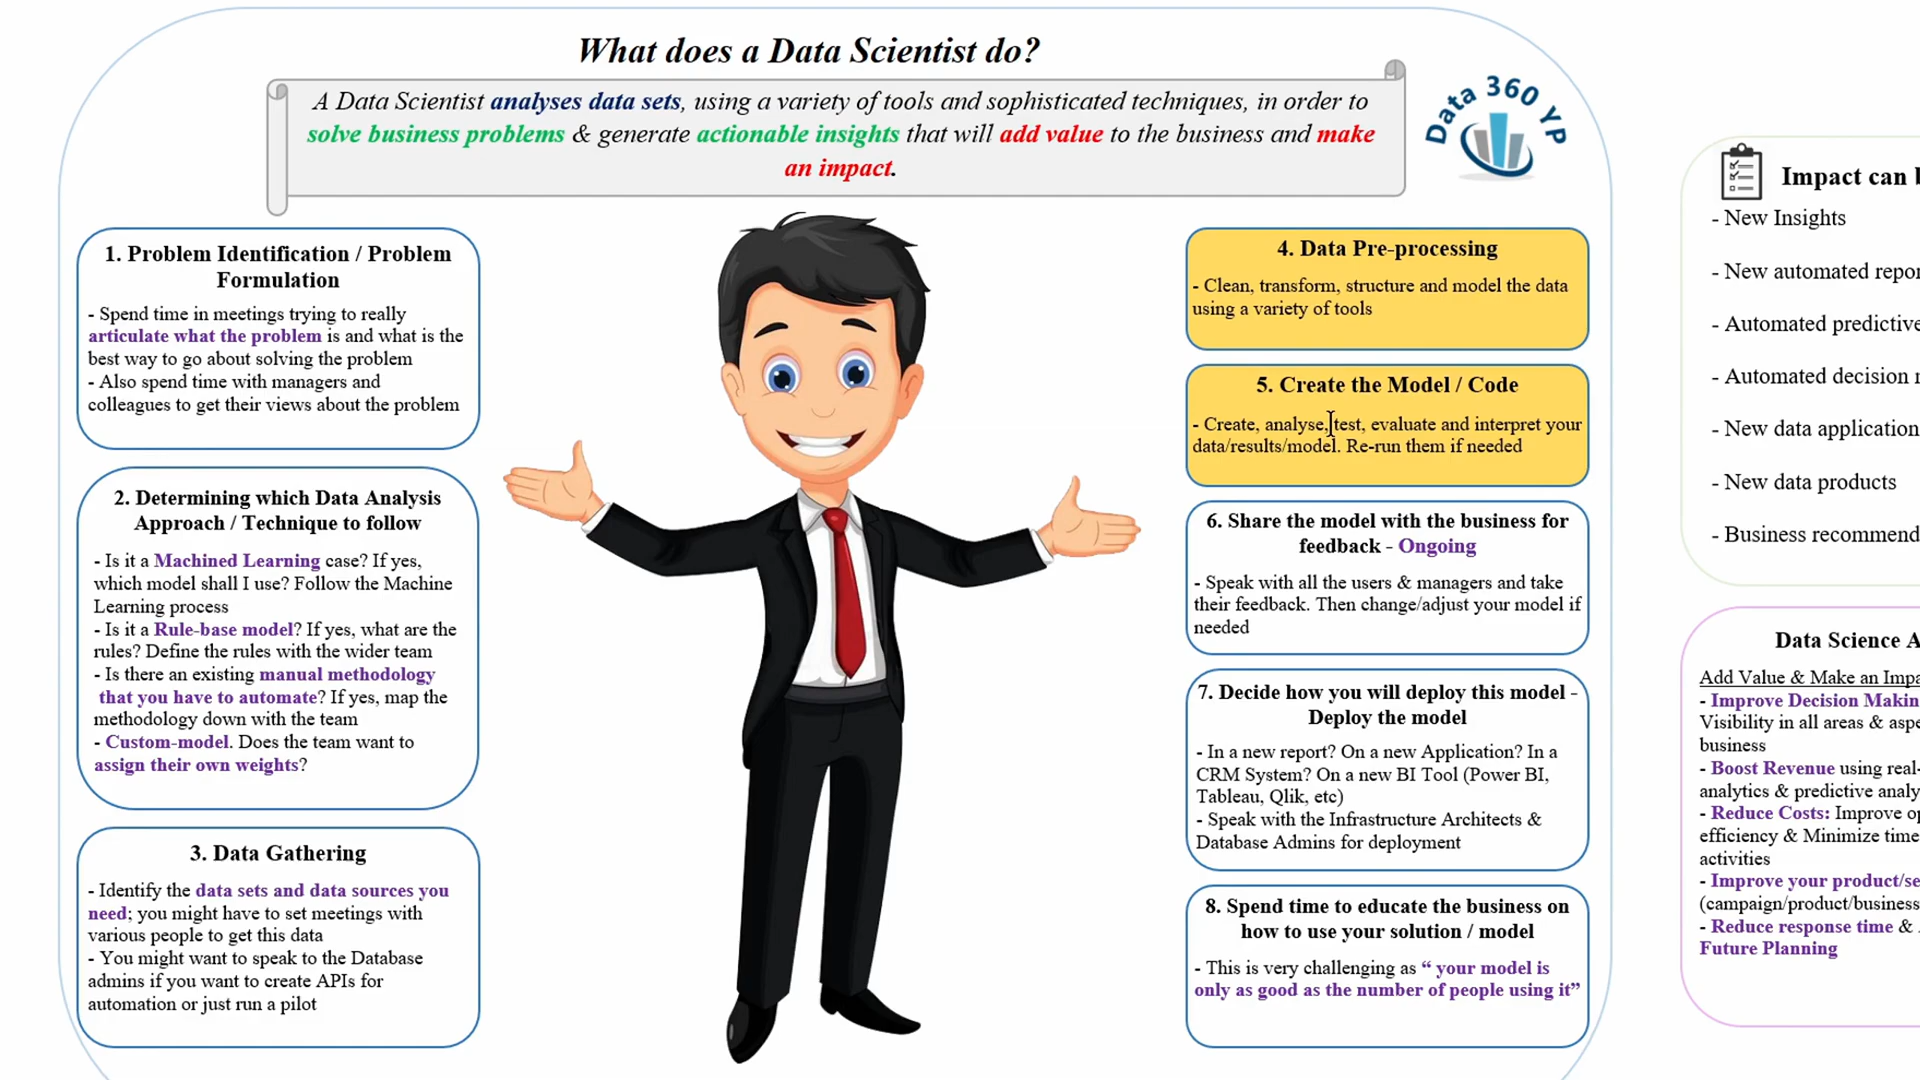 What does a Data Scientist do?
A Data Scientist analyses data sets, using a variety of tools and sophisticated techniques, in order to
solve business problems & generate actionable insights that will add value to the business and make
an impact.
Data 360 YP
1. Problem Identification / Problem
Formulation
- Spend time in meetings trying to really
articulate what the problem is and what is the
best way to go about solving the problem
- Also spend time with managers and
colleagues to get their views about the problem
2. Determining which Data Analysis
Approach / Technique to follow
- Is it a Machined Learning case? If yes,
which model shall I use? Follow the Machine
Learning process
- Is it a Rule-base model? If yes, what are the
rules? Define the rules with the wider team
- Is there an existing manual methodology
that you have to automate? If yes, map the
methodology down with the team
- Custom-model. Does the team want to
assign their own weights?
3. Data Gathering
- Identify the data sets and data sources you
need; you might have to set meetings with
various people to get this data
- You might want to speak to the Database
admins if you want to create APIs for
automation or just run a pilot
4. Data Pre-processing
- Clean, transform, structure and model the data
using a variety of tools
5. Create the Model / Code
- Create, analyse, test, evaluate and interpret your
data/results/model. Re-run them if needed
6. Share the model with the business for
feedback - Ongoing
- Speak with all the users & managers and take
their feedback. Then change/adjust your model if
needed
7. Decide how you will deploy this model -
Deploy the model
- In a new report? On a new Application? In a
CRM System? On a new BI Tool (Power BI,
Tableau, Qlik, etc)
- Speak with the Infrastructure Architects &
Database Admins for deployment
8. Spend time to educate the business on
how to use your solution / model
- This is very challenging as “ your model is
only as good as the number of people using it”
Impact can
- New Insights
- New automated
- Automated
- Automated decision
- New data
- New data products
- Business
Data Science
Add Value & Make an
- Improve Decision
Visibility in all areas &
business
- Boost Revenue using
analytics & predictive
- Reduce Costs: Improve
efficiency & Minimize time
activities
- Improve your
(campaign/product/business
- Reduce response time &
Future Planning